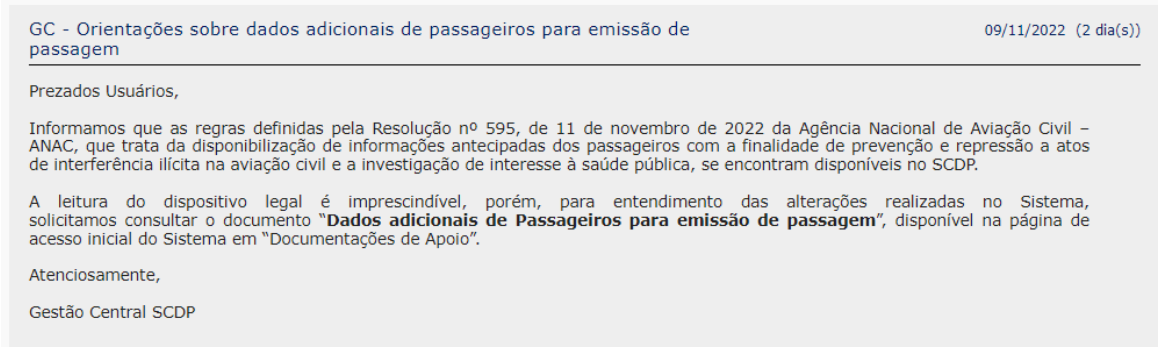 GC - Orientações sobre dados adicionais de passageiros para emissão de
passagem
09/11/2022 (2 dia(s))
Prezados Usuários,
Informamos que as regras definidas pela Resolução nº 595, de 11 de novembro de 2022 da Agência Nacional de Aviação Civil –
ANAC, que trata da disponibilização de informações antecipadas dos passageiros com a finalidade de prevenção e repressão a atos
de interferência ilícita na aviação civil e a investigação de interesse à saúde pública, se encontram disponíveis no SCDP.
A leitura do dispositivo legal é imprescindível, porém, para entendimento das alterações realizadas no Sistema,
solicitamos consultar o documento “Dados adicionais de Passageiros para emissão de passagem”, disponível na página de
acesso inicial do Sistema em “Documentações de Apoio”.
Atenciosamente,
Gestão Central SCDP